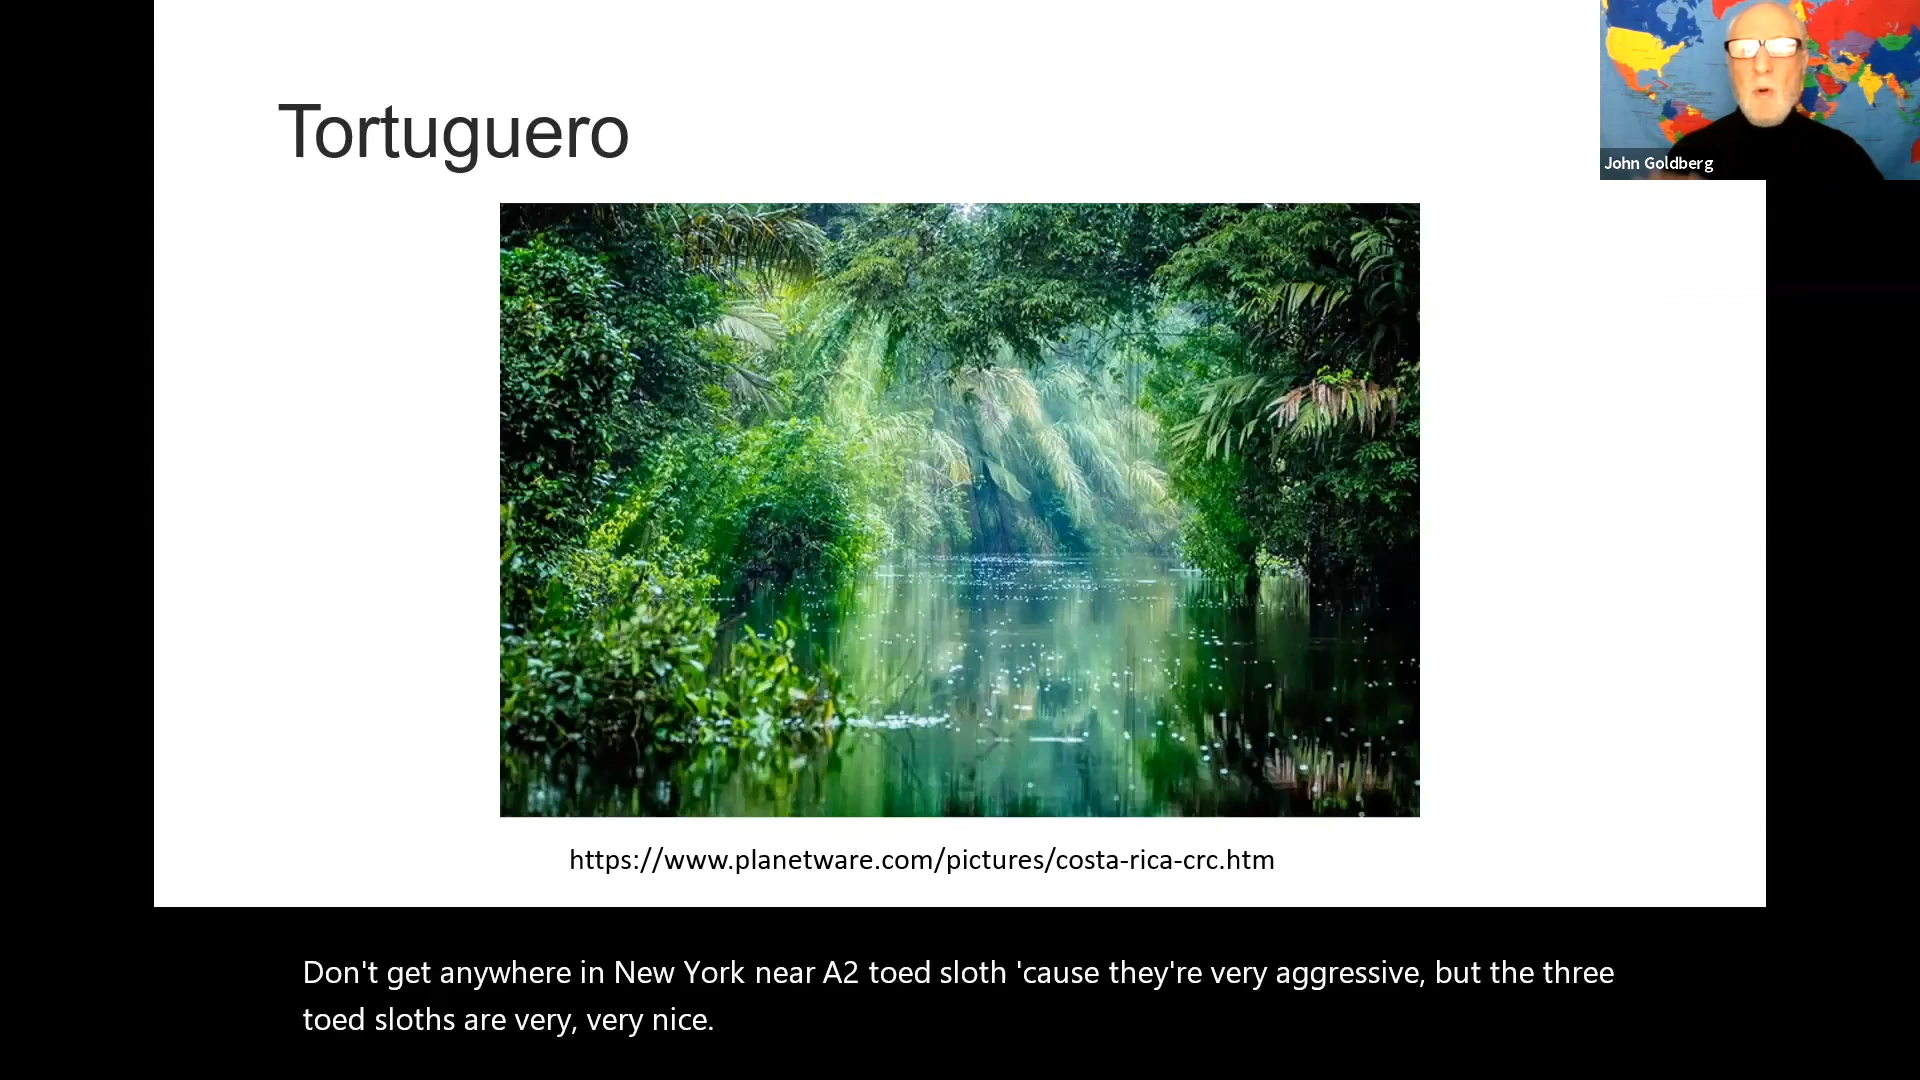 Tortuguero
John Goldberg
https://www.planetware.com/pictures/costa-rica-crc.htm
Don't get anywhere in New York near A2 toed sloth 'cause they're very aggressive, but the three
toed sloths are very, very nice.